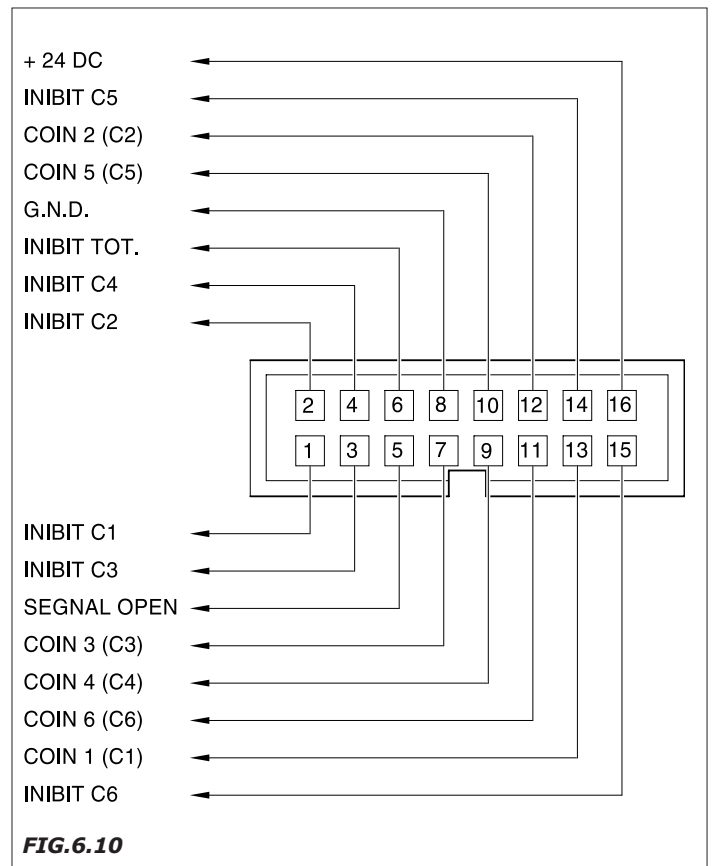 + 24 DC
INIBIT C5
COIN 2 (C2)
COIN 5 (C5)
G.N.D.
INIBIT TOT.
INIBIT C4
INIBIT C2
2 4 6 8 10 12 14 16
1 3 5 7 9 11 13 15
INIBIT C1
INIBIT C3
SEGNAL OPEN
COIN 3 (C3)
COIN 4 (C4)
COIN 6 (C6)
COIN 1 (C1)
INIBIT C6
FIG.6.10